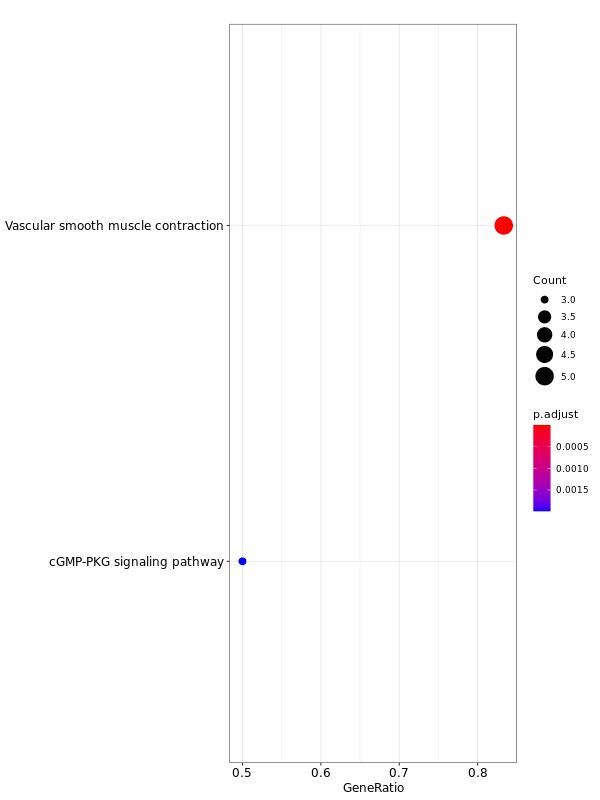 Vascular smooth muscle contraction
cGMP-PKG signaling pathway
0.5
0.6
0.7
0.8
GeneRatio
Count
3.0
3.5
4.0
4.5
5.0
p.adjust
0.0005
0.0010
0.0015